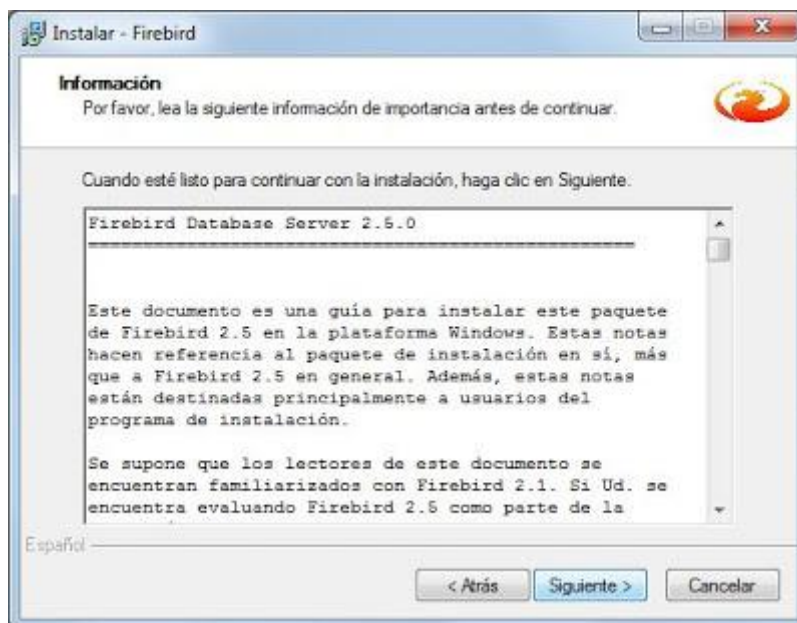 Instalar - Firebird
Información
Por favor, lea la siguiente información de importancia antes de continuar.
Cuando esté listo para continuar con la instalación, haga clic en Siguiente.
Firebird Database Server 2.5.0
==================================================
Este documento es una guía para instalar este paquete
de Firebird 2.5 en la plataforma Windows. Estas notas
hacen referencia al paquete de instalación en sí, más
que a Firebird 2.5 en general. Además, estas notas
están destinadas principalmente a usuarios del
programa de instalación.
Se supone que los lectores de este documento se
encuentran familiarizados con Firebird 2.1. Si Ud. se
encuentra evaluando Firebird 2.5 como parte de la
Español
< Atrás
Siguiente >
Cancelar